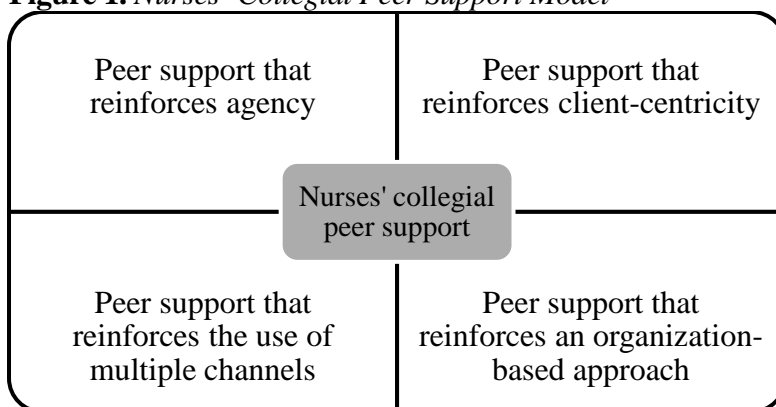 Figure 1. Nurses' Collegial Peer Support Model
Peer support that
reinforces agency
Peer support that
reinforces client-centricity
Nurses' collegial
peer support
Peer support that
reinforces the use of
multiple channels
Peer support that
reinforces an organization-
based approach